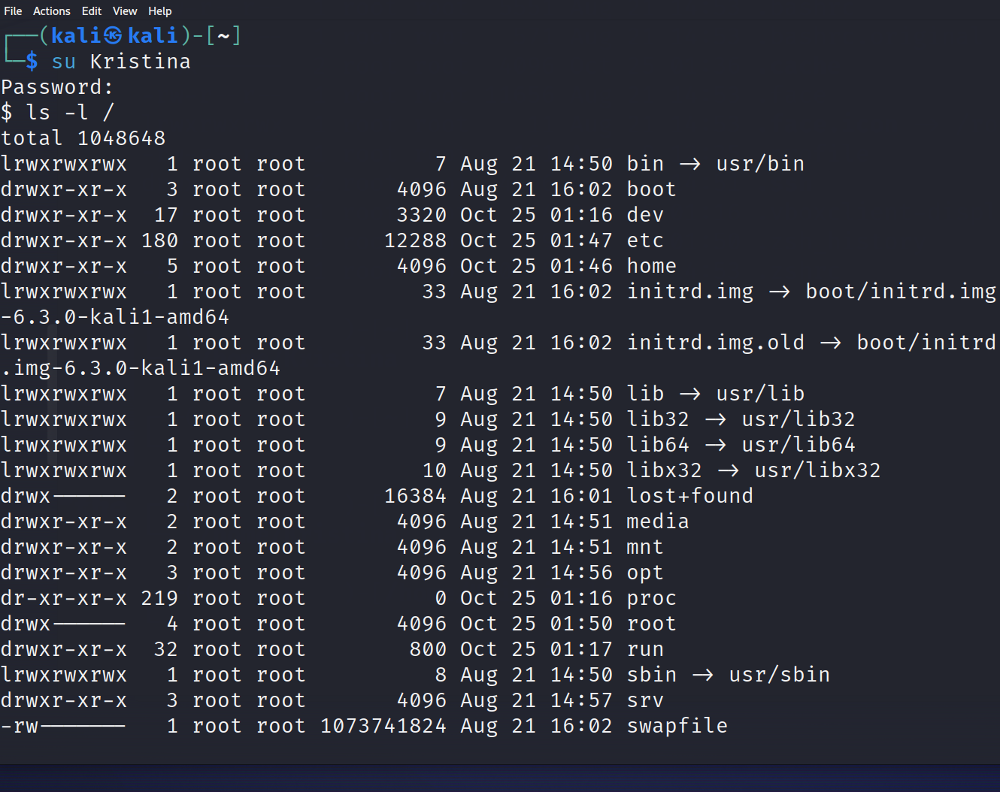 File Actions Edit View Help
┌──(kali㉿kali)-[~]
└─$ su Kristina
Password:
$ ls -l /
total 1048648
lrwxrwxrwx   1 root root          7 Aug 21 14:50 bin -> usr/bin
drwxr-xr-x   3 root root       4096 Aug 21 16:02 boot
drwxr-xr-x  17 root root       3320 Oct 25 01:16 dev
drwxr-xr-x 180 root root      12288 Oct 25 01:47 etc
drwxr-xr-x   5 root root       4096 Oct 25 01:46 home
lrwxrwxrwx   1 root root         33 Aug 21 16:02 initrd.img -> boot/initrd.img
-6.3.0-kali1-amd64
lrwxrwxrwx   1 root root         33 Aug 21 16:02 initrd.img.old -> boot/initrd
.img-6.3.0-kali1-amd64
lrwxrwxrwx   1 root root          7 Aug 21 14:50 lib -> usr/lib
lrwxrwxrwx   1 root root          9 Aug 21 14:50 lib32 -> usr/lib32
lrwxrwxrwx   1 root root          9 Aug 21 14:50 lib64 -> usr/lib64
lrwxrwxrwx   1 root root         10 Aug 21 14:50 libx32 -> usr/libx32
drwx------   2 root root      16384 Aug 21 16:01 lost+found
drwxr-xr-x   2 root root       4096 Aug 21 14:51 media
drwxr-xr-x   2 root root       4096 Aug 21 14:51 mnt
drwxr-xr-x   3 root root       4096 Aug 21 14:56 opt
dr-xr-xr-x 219 root root          0 Oct 25 01:16 proc
drwx------   4 root root       4096 Oct 25 01:50 root
drwxr-xr-x  32 root root        800 Oct 25 01:17 run
lrwxrwxrwx   1 root root          8 Aug 21 14:50 sbin -> usr/sbin
drwxr-xr-x   3 root root       4096 Aug 21 14:57 srv
-rw-------   1 root root 1073741824 Aug 21 16:02 swapfile